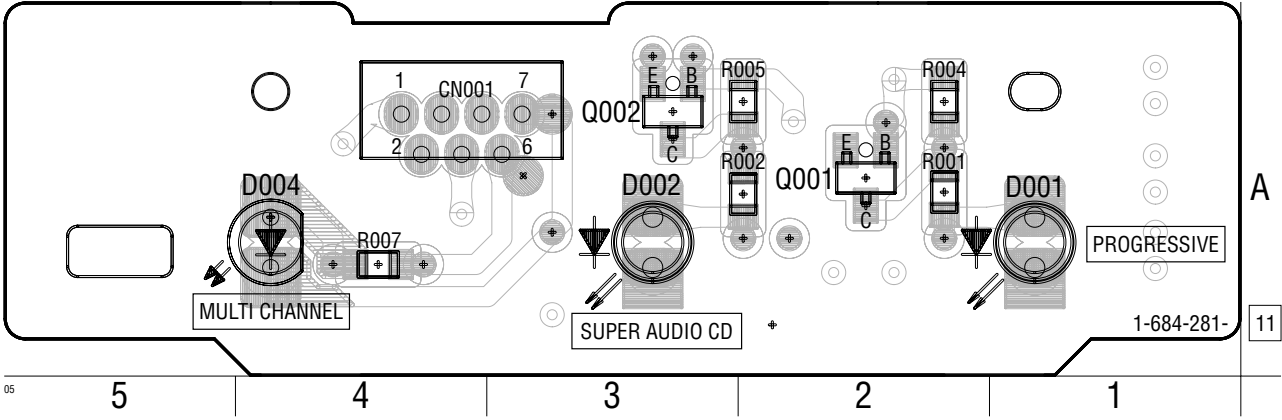 E B
R005
R004
1 CN001 7
Q002
C
2 6
E B
R002
Q001
R001
D004
D002
D001
C
A
R007
PROGRESSIVE
MULTI CHANNEL
SUPER AUDIO CD
1-684-281-
11
05
5 4 3 2 1